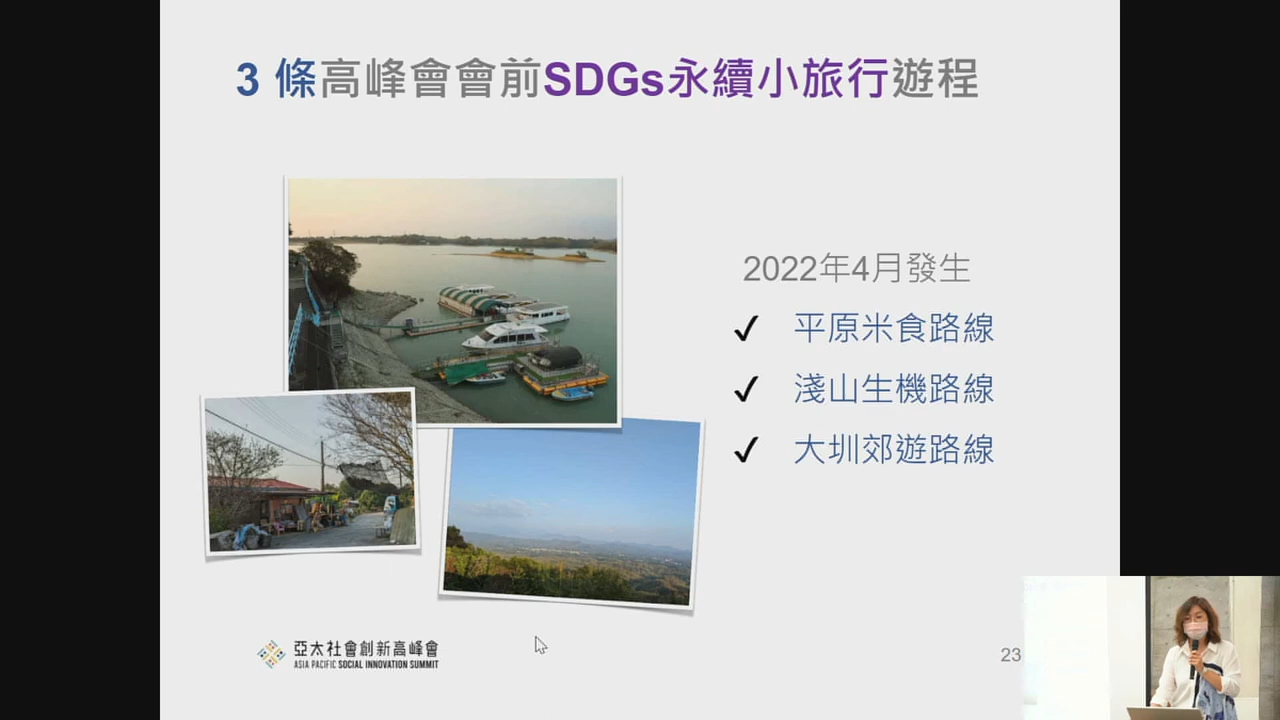 3 條高峰會會前SDGs永續小旅行遊程
2022年4月發生
✓ 平原米食路線
✓ 淺山生機路線
✓ 大圳郊遊路線
亞太社會創新高峰會
ASIA PACIFIC SOCIAL INNOVATION SUMMIT
23